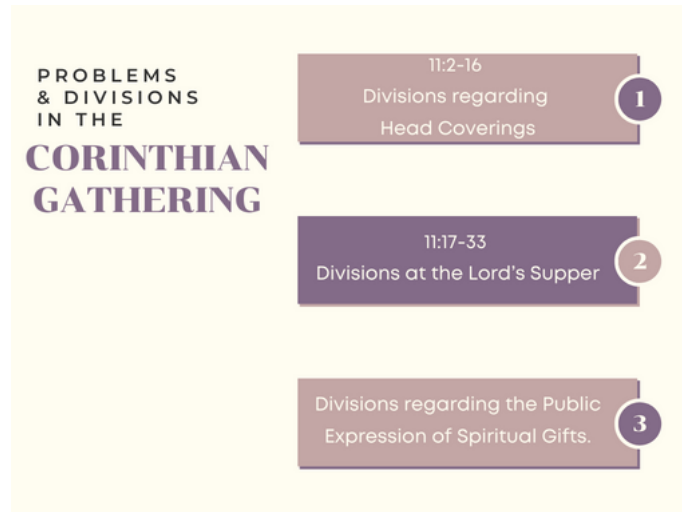 PROBLEMS
& DIVISIONS
IN THE
CORINTHIAN
GATHERING
11:2-16
Divisions regarding
Head Coverings
1
11:17-33
Divisions at the Lord's Supper
2
Divisions regarding the Public
Expression of Spiritual Gifts.
3